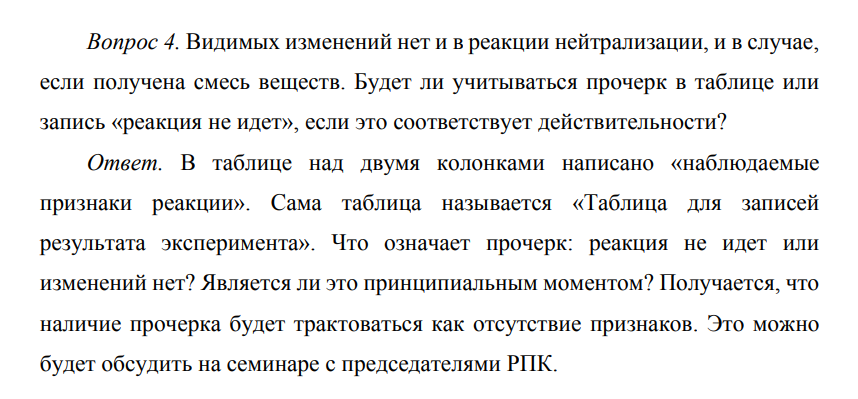 Вопрос 4. Видимых изменений нет и в реакции нейтрализации, и в случае,
если получена смесь веществ. Будет ли учитываться прочерк в таблице или
запись «реакция не идет», если это соответствует действительности?
Ответ. В таблице над двумя колонками написано «наблюдаемые
признаки реакции». Сама таблица называется «Таблица для записей
результата эксперимента». Что означает прочерк: реакция не идет или
изменений нет? Является ли это принципиальным моментом? Получается, что
наличие прочерка будет трактоваться как отсутствие признаков. Это можно
будет обсудить на семинаре с председателями РПК.